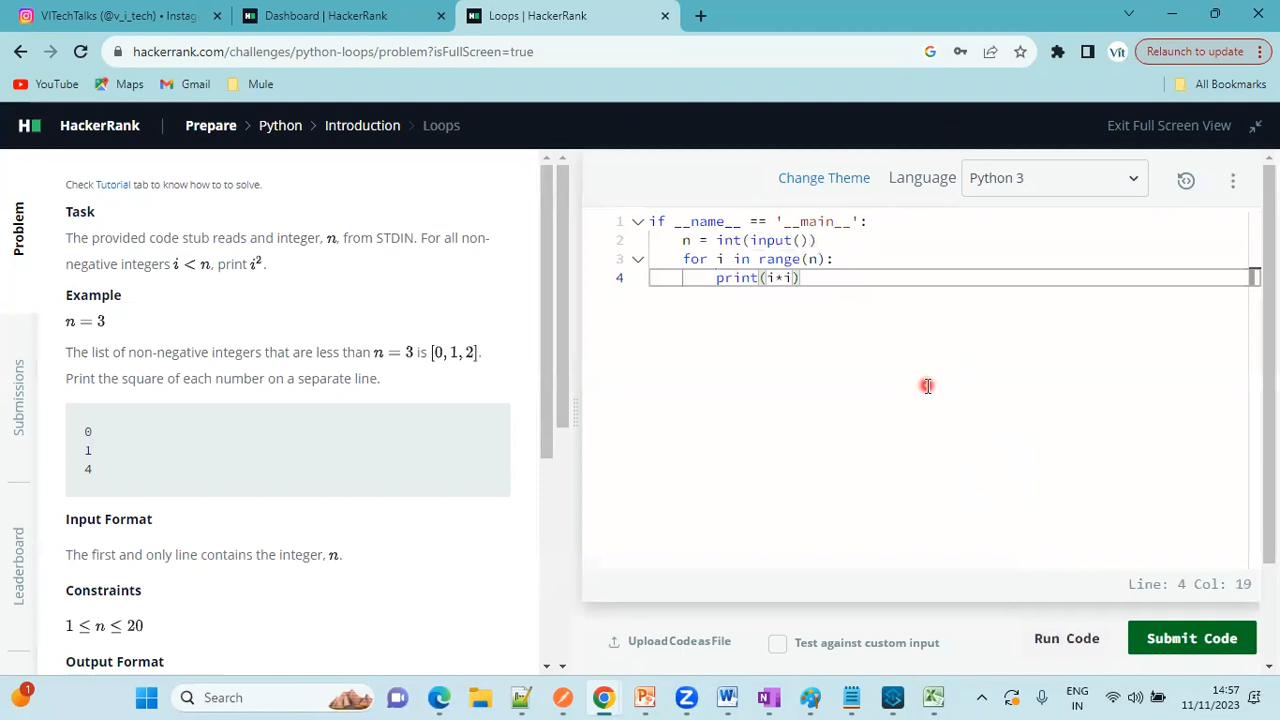 VITechTalks (@v_i_tech) • Instag
Dashboard | HackerRank
Loops | HackerRank
hackerrank.com/challenges/python-loops/problem?isFullScreen=true
Vit
Relaunch to update
YouTube
Maps
Gmail
Mule
All Bookmarks
HackerRank
Prepare > Python > Introduction > Loops
Exit Full Screen View
Problem
Submissions
Leaderboard
Check Tutorial tab to know how to to solve.
Task
The provided code stub reads and integer, n, from STDIN. For all non-
negative integers i < n, print i².
Example
n = 3
The list of non-negative integers that are less than n = 3 is [0, 1, 2].
Print the square of each number on a separate line.
0
1
4
Input Format
The first and only line contains the integer, n.
Constraints
1 ≤ n ≤ 20
Output Format
Change Theme
Language
Python 3
1 if __name__ == '__main__':
2 n = int(input())
3 for i in range(n):
4 print(i*i)
Line: 4 Col: 19
Upload Code as File
Test against custom input
Run Code
Submit Code
1
Search
ENG
IN
14:57
11/11/2023